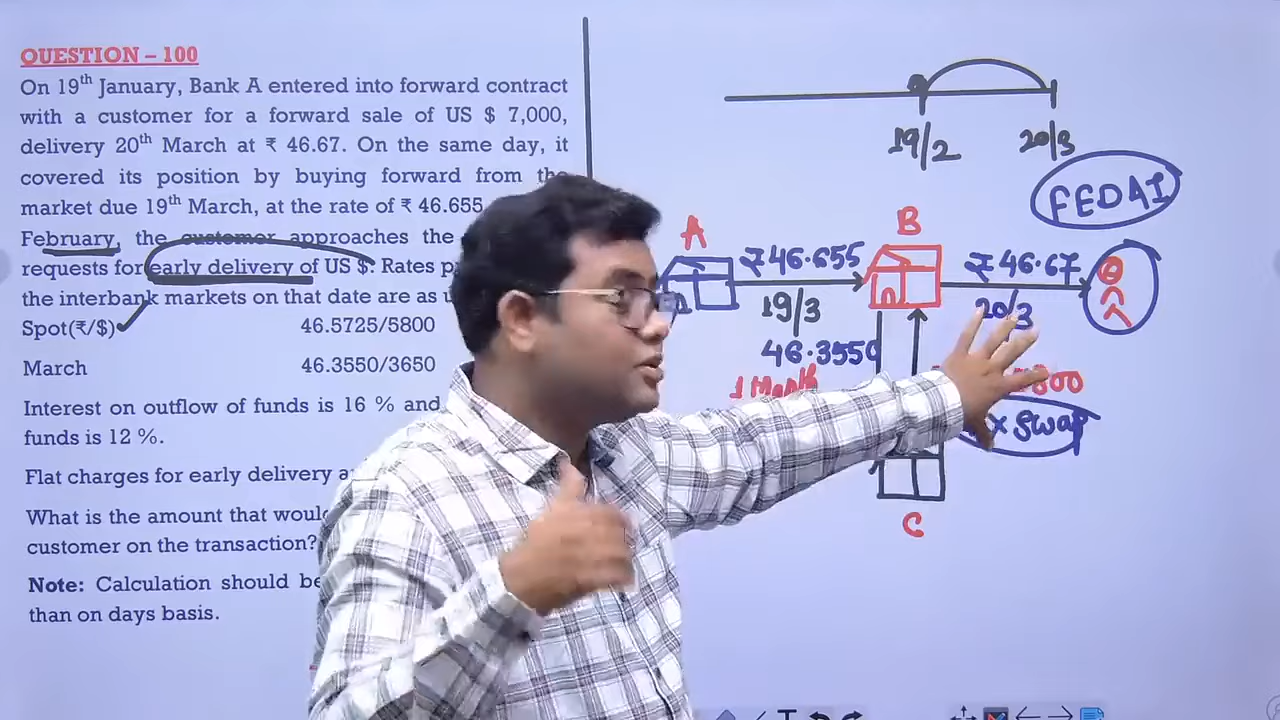 QUESTION – 100
On 19th January, Bank A entered into forward contract
with a customer for a forward sale of US $ 7,000,
delivery 20th March at ₹ 46.67. On the same day, it
covered its position by buying forward from the
market due 19th March, at the rate of ₹ 46.655
February, the customer approaches the
requests for early delivery of US $. Rates
the interbank markets on that date are as
Spot(₹/$) 46.5725/5800
March 46.3550/3650
Interest on outflow of funds is 16 % and
funds is 12 %.
Flat charges for early delivery
What is the amount that would
customer on the transaction?
Note: Calculation should be
than on days basis.
19/2
20/3
FEDAI
A
B
₹46.655
₹46.67
19/3
20/3
46.3550
1 Month
800
Swap
C